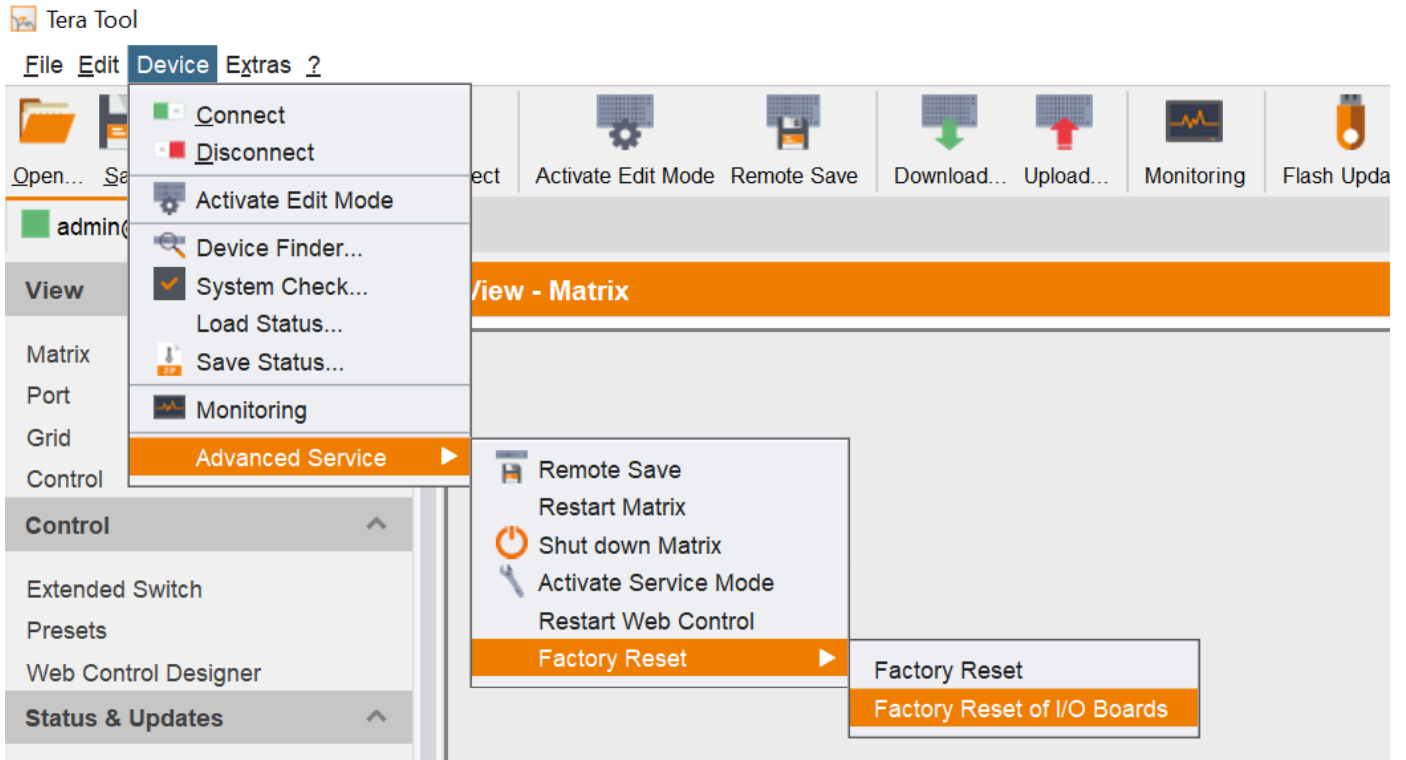 Tera Tool
File Edit Device Extras ?
Open...
Connect
Disconnect
Activate Edit Mode
Device Finder...
System Check...
Load Status...
Save Status...
Monitoring
Advanced Service
Activate Edit Mode Remote Save Download... Upload... Monitoring Flash
View - Matrix
View
Matrix
Port
Grid
Control
Control
Extended Switch
Presets
Web Control Designer
Status & Updates
Remote Save
Restart Matrix
Shut down Matrix
Activate Service Mode
Restart Web Control
Factory Reset
Factory Reset
Factory Reset of I/O Boards